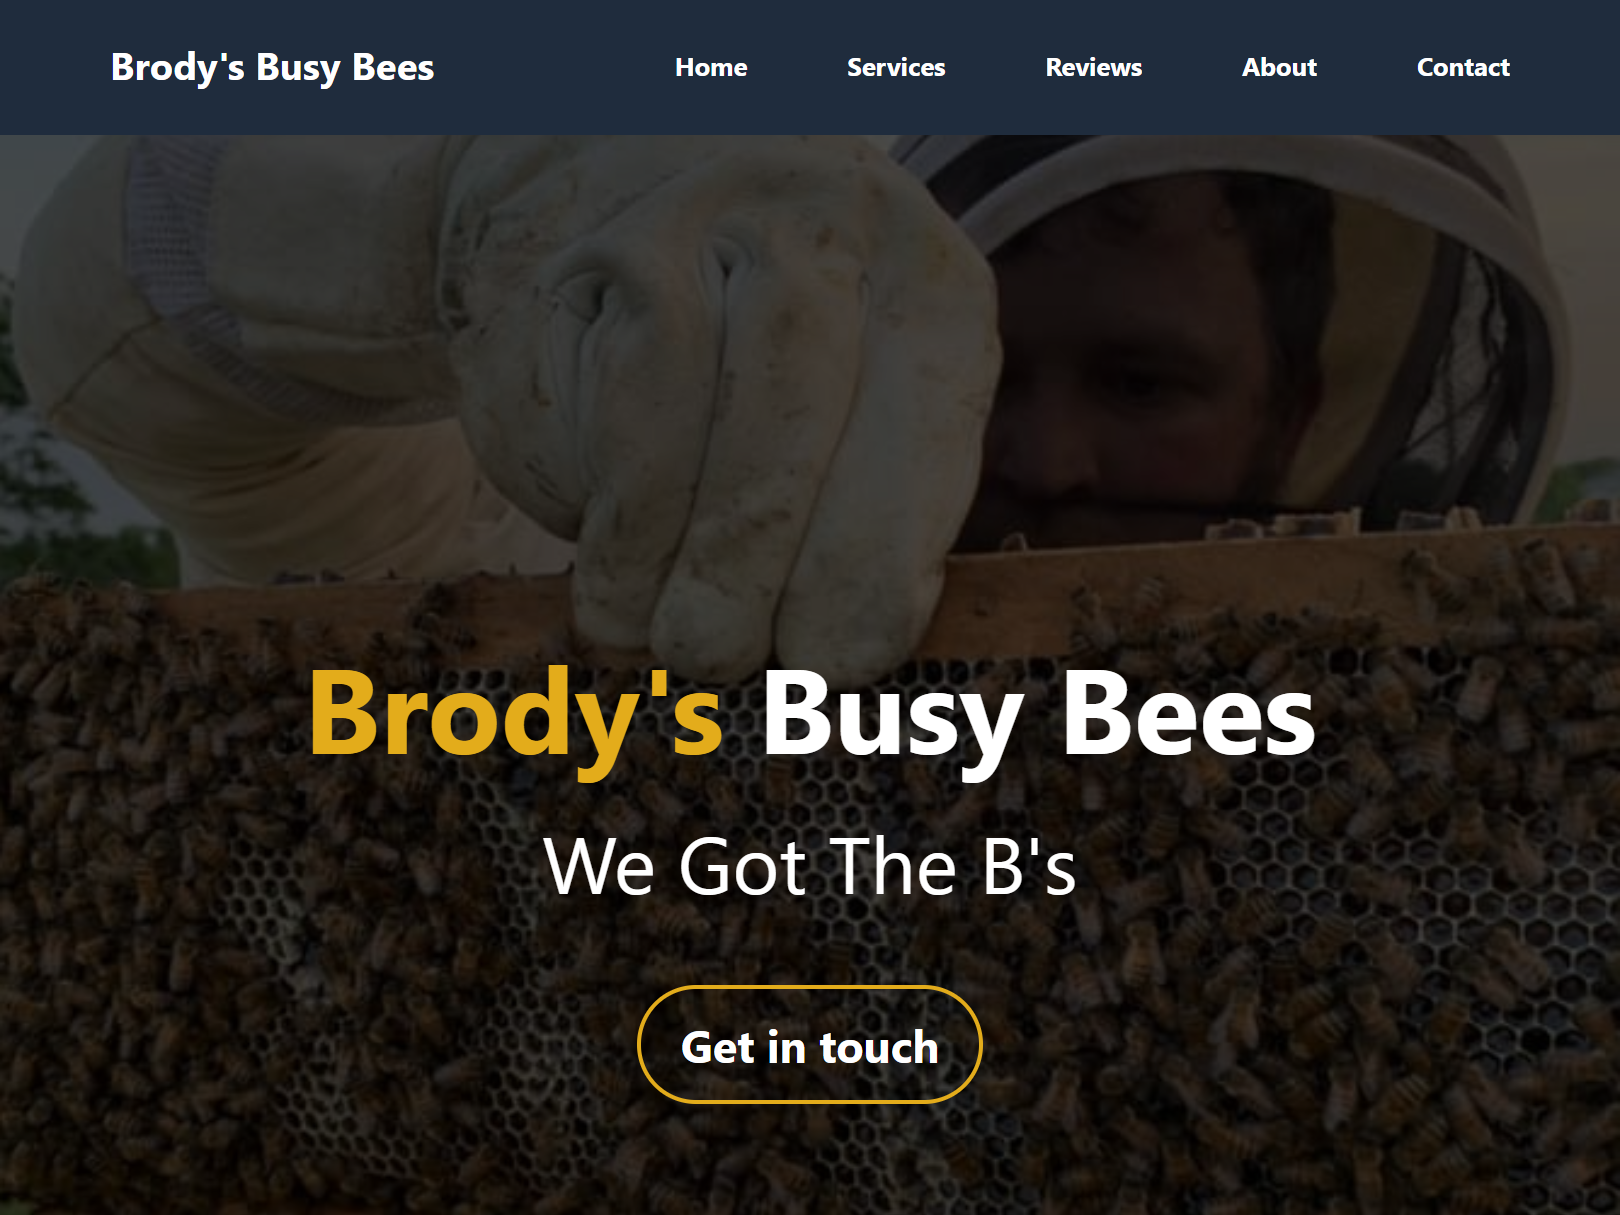 Brody's Busy Bees
Home Services Reviews About Contact
Brody's Busy Bees
We Got The B's
Get in touch